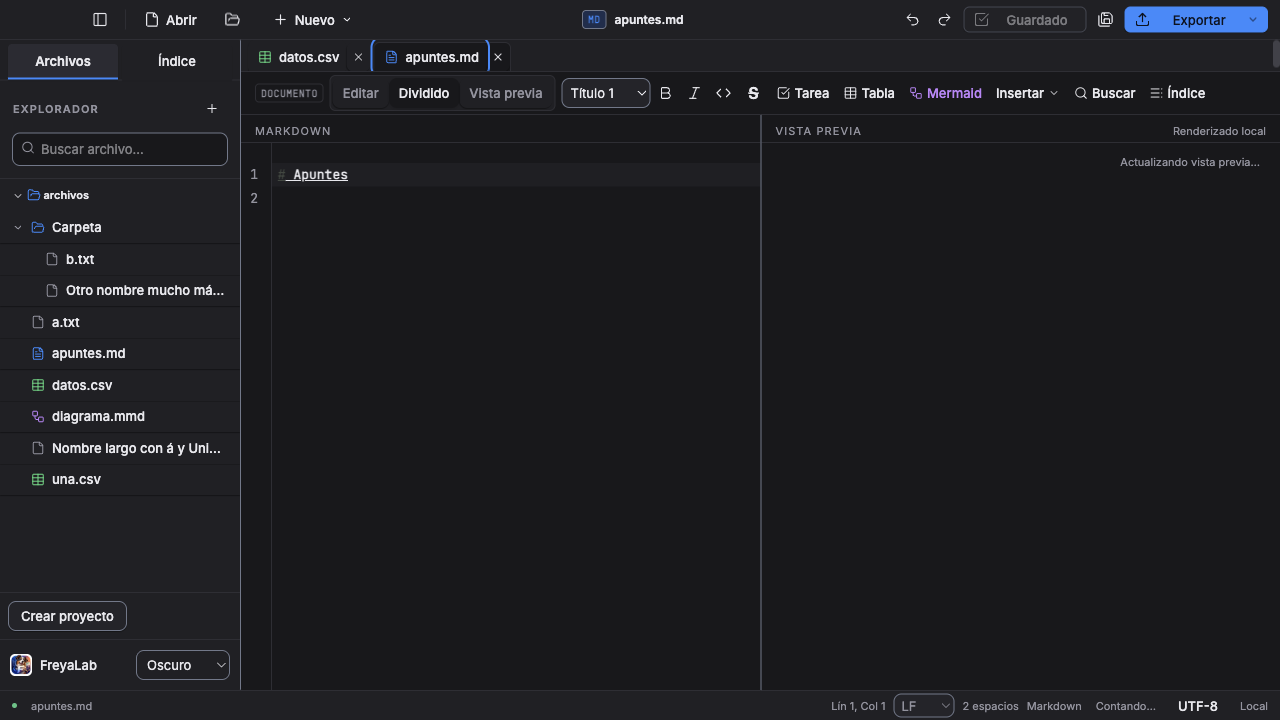 Abrir
Nuevo
MD apuntes.md
Guardado
Exportar
Archivos
Índice
datos.csv
apuntes.md
EXPLORADOR
DOCUMENTO
Editar
Dividido
Vista previa
Título 1
B
I
S
Tarea
Tabla
Mermaid
Insertar
Buscar
Índice
Buscar archivo...
archivos
Carpeta
b.txt
Otro nombre mucho má...
a.txt
apuntes.md
datos.csv
diagrama.mmd
Nombre largo con á y Uni...
una.csv
Crear proyecto
FreyaLab
Oscuro
MARKDOWN
1 # Apuntes
2
VISTA PREVIA
Renderizado local
Actualizando vista previa...
apuntes.md
Lín 1, Col 1
LF
2 espacios
Markdown
Contando...
UTF-8
Local